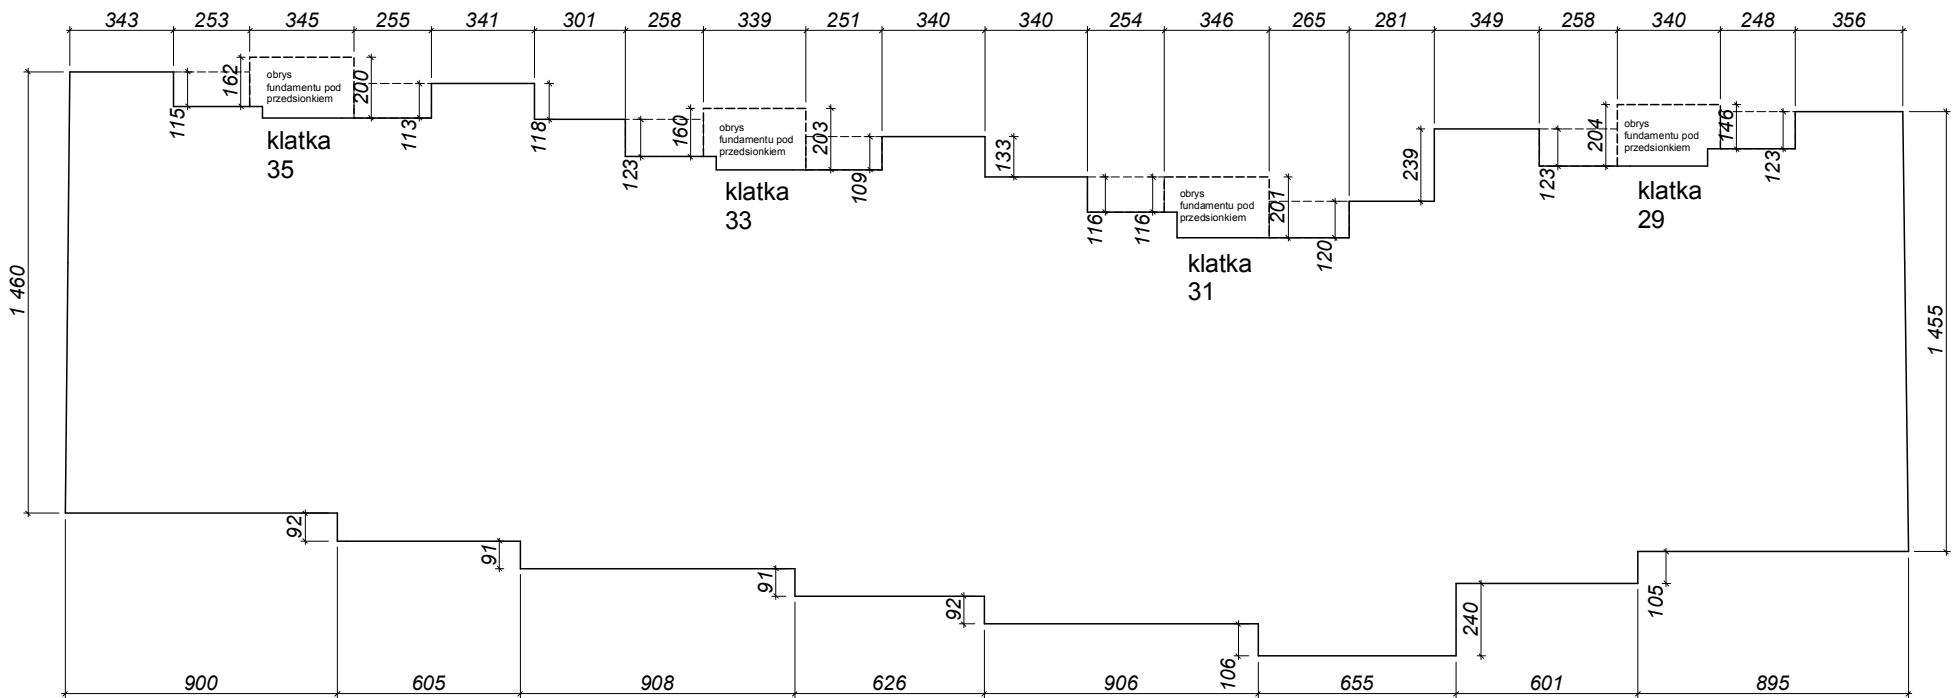 343 253 345 255 341 301 258 339 251 340 340 254 346 265 281 349 258 340 248 356
115
162
obrys
fundamentu pod
przedsionkiem
200
113
klatka
35
118
123
160
obrys
fundamentu pod
przedsionkiem
203
109
klatka
33
133
116
116
obrys
fundamentu pod
przedsionkiem
201
120
klatka
31
239
123
204
obrys
fundamentu pod
przedsionkiem
146
123
klatka
29
1 460
1 455
92
91
91
92
106
240
105
900 605 908 626 906 655 601 895